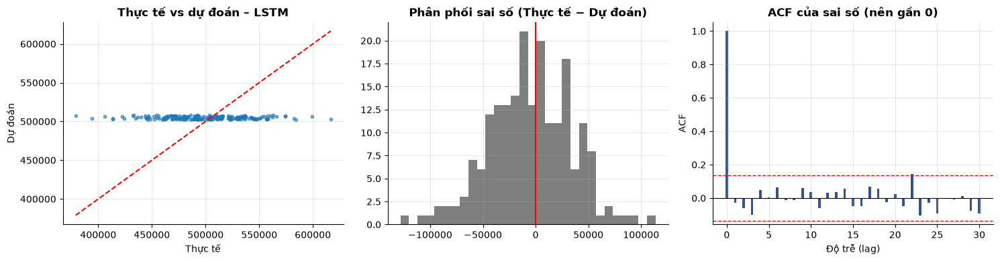 Thực tế vs dự đoán – LSTM
Dự đoán
600000
550000
500000
450000
400000
400000 450000 500000 550000 600000
Thực tế
Phân phối sai số (Thực tế − Dự đoán)
20.0
17.5
15.0
12.5
10.0
7.5
5.0
2.5
0.0
−100000 −50000 0 50000 100000
ACF của sai số (nên gần 0)
ACF
1.0
0.8
0.6
0.4
0.2
0.0
0 5 10 15 20 25 30
Độ trễ (lag)